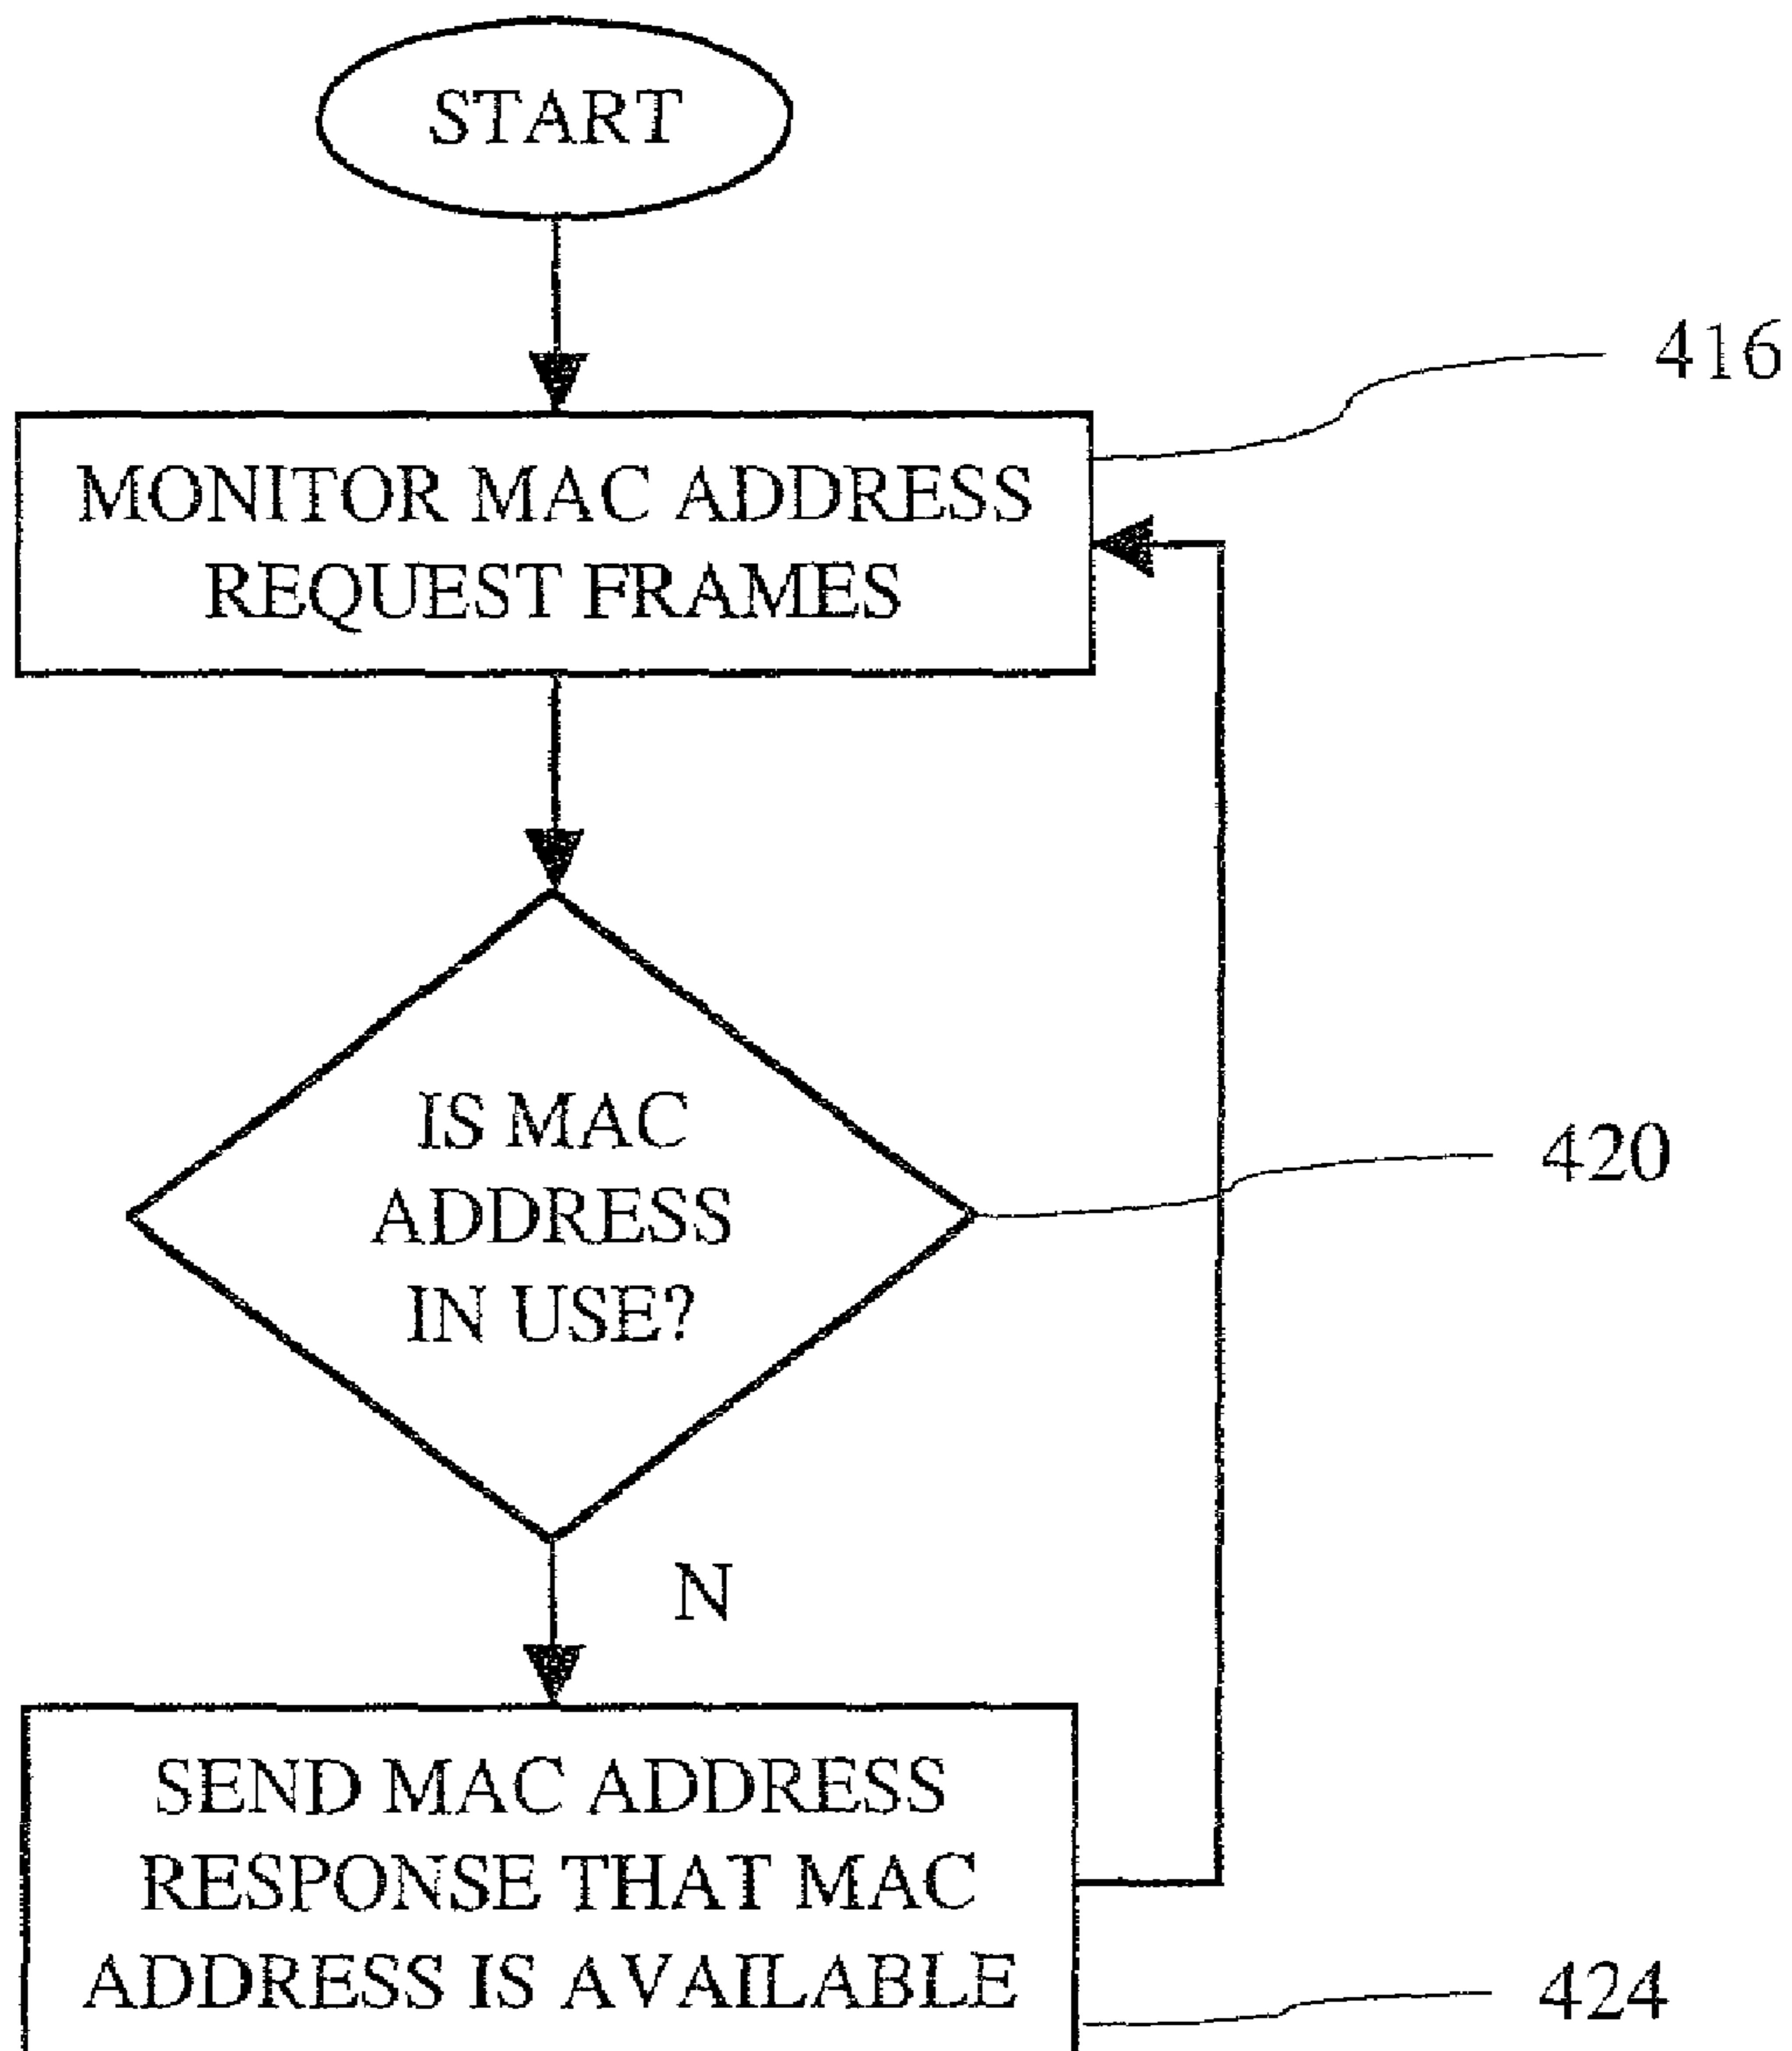 START
416
MONITOR MAC ADDRESS
REQUEST FRAMES
IS MAC
ADDRESS
IN USE?
420
N
SEND MAC ADDRESS
RESPONSE THAT MAC
ADDRESS IS AVAILABLE
424